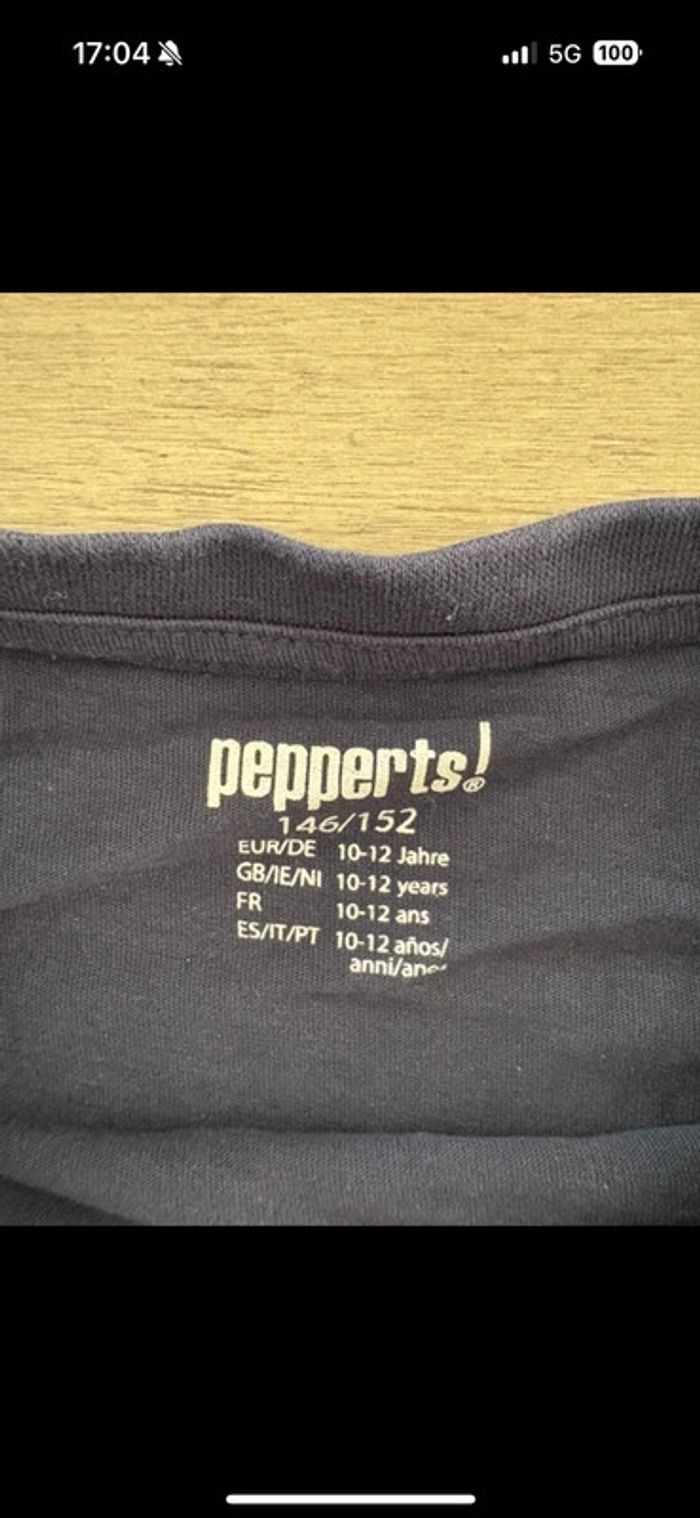 17:04 5G 100
pepperts!®
146/152
EUR/DE 10-12 Jahre
GB/IE/NI 10-12 years
FR 10-12 ans
ES/IT/PT 10-12 años/
anni/